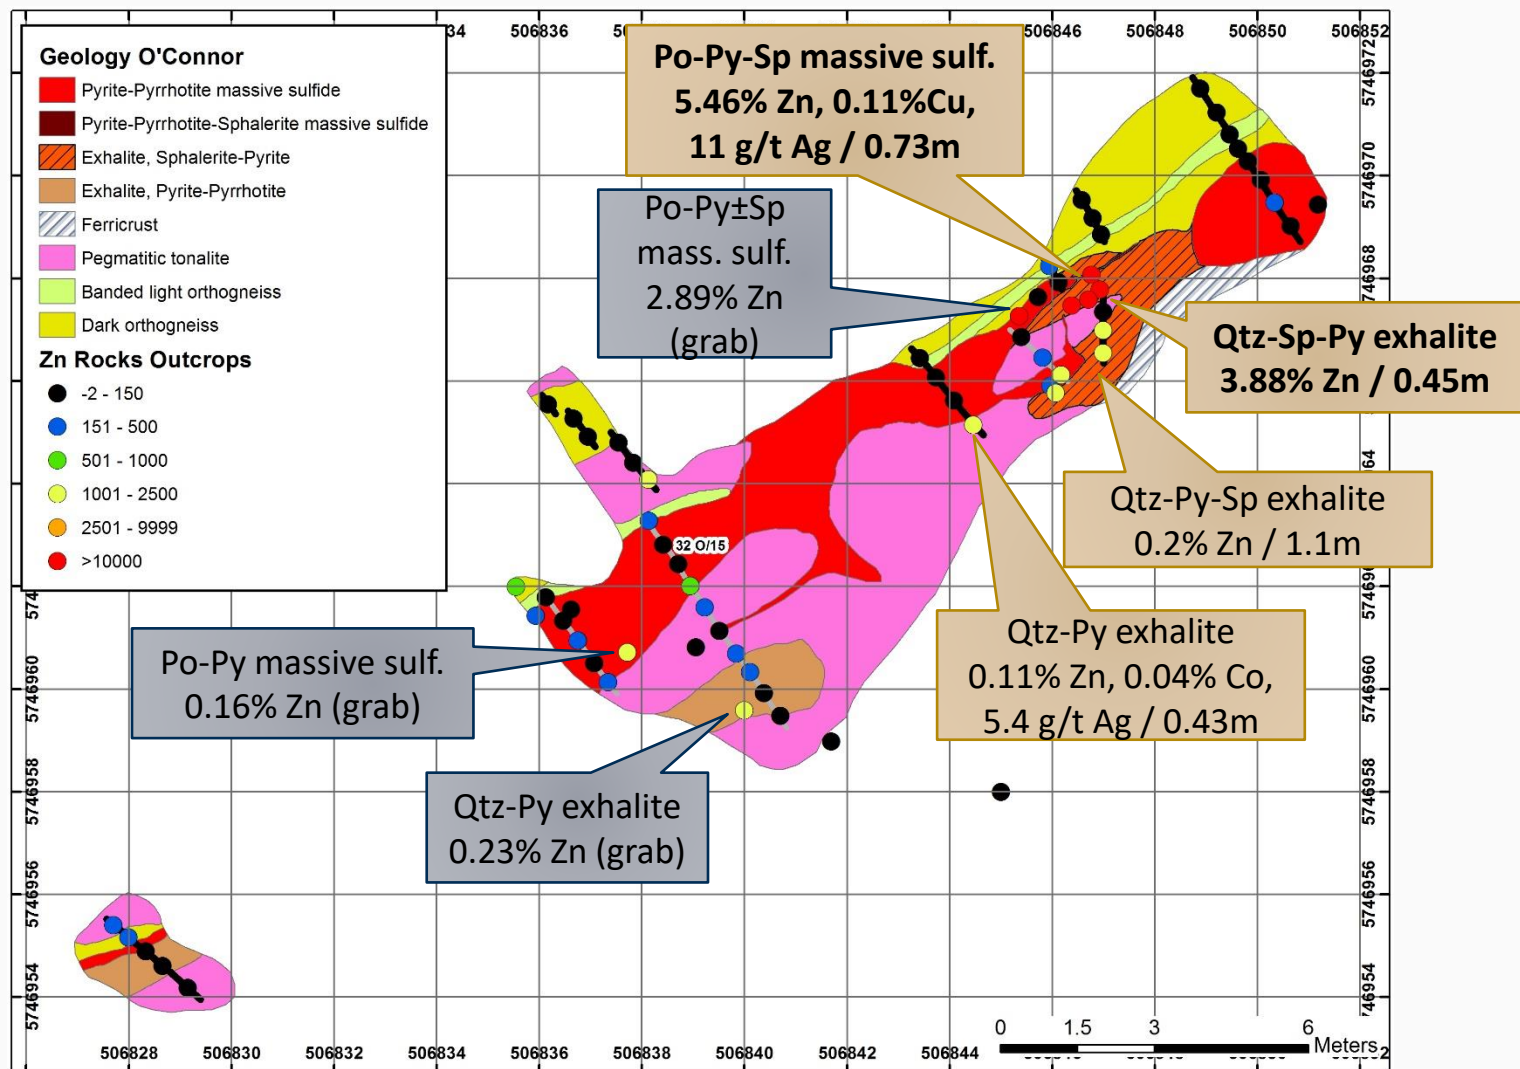 34
506836
506846
506848
506850
506852
Geology O'Connor
Pyrite-Pyrrhotite massive sulfide
Pyrite-Pyrrhotite-Sphalerite massive sulfide
Exhalite, Sphalerite-Pyrite
Exhalite, Pyrite-Pyrrhotite
Ferricrust
Pegmatitic tonalite
Banded light orthogneiss
Dark orthogneiss
Zn Rocks Outcrops
-2 - 150
151 - 500
501 - 1000
1001 - 2500
2501 - 9999
>10000
Po-Py-Sp massive sulf.
5.46% Zn, 0.11%Cu,
11 g/t Ag / 0.73m
Po-Py±Sp
mass. sulf.
2.89% Zn
(grab)
Qtz-Sp-Py exhalite
3.88% Zn / 0.45m
Qtz-Py-Sp exhalite
0.2% Zn / 1.1m
32 O/15
Qtz-Py exhalite
0.11% Zn, 0.04% Co,
5.4 g/t Ag / 0.43m
Po-Py massive sulf.
0.16% Zn (grab)
Qtz-Py exhalite
0.23% Zn (grab)
5746972
5746970
5746968
64
5746960
5746960
5746958
5746958
5746956
5746956
5746954
5746954
0 1.5 3 6
Meters
506828
506830
506832
506834
506836
506838
506840
506842
506844